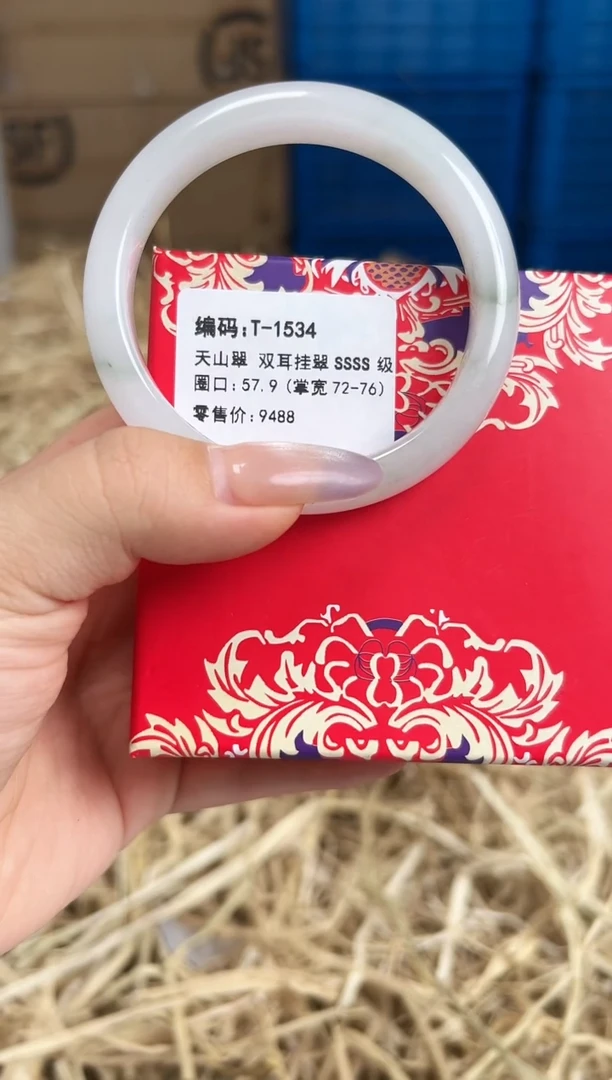 编码:T-1534
天山翠 双耳挂翠 SSSS 级
圈口: 57.9 (掌宽 72-76)
零售价: 9488